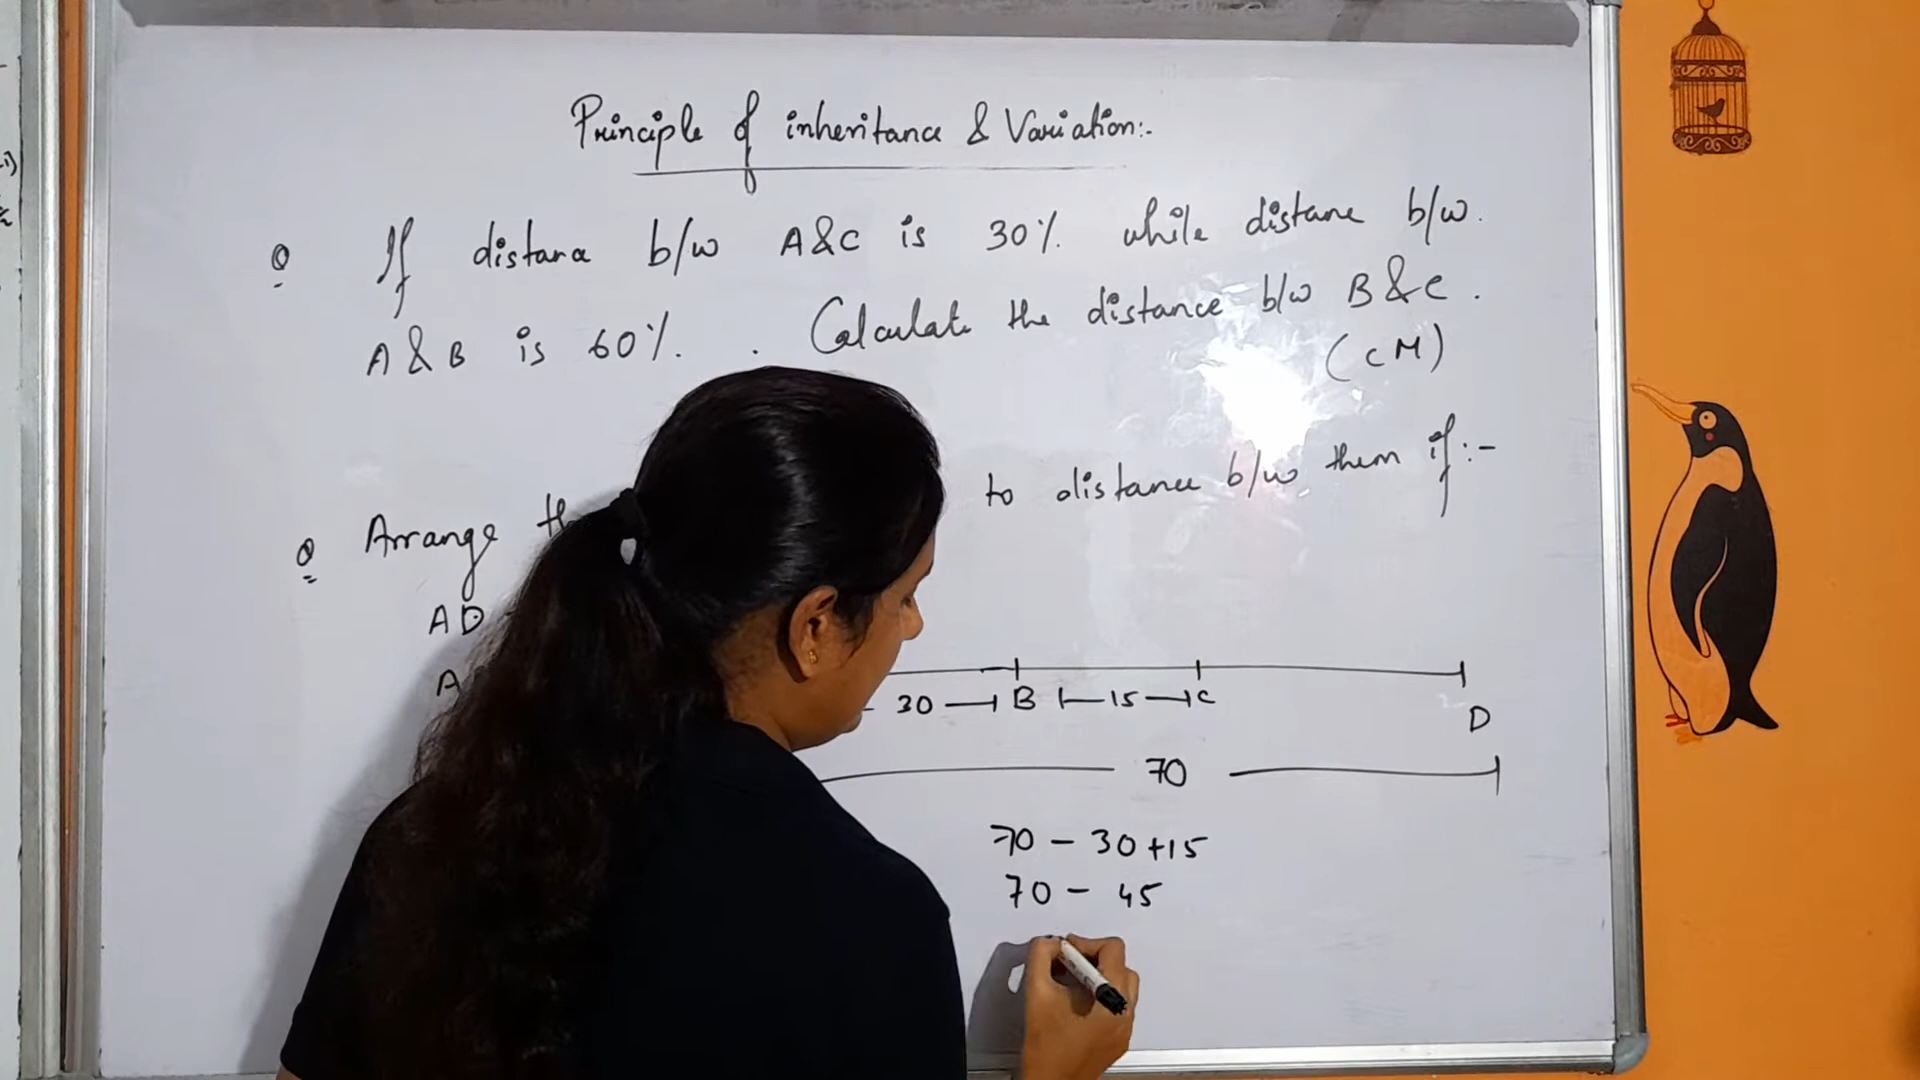 Principle of inheritance & Variation:-
Q If distance b/w A&C is 30% while distance b/w.
A & B is 60%. . Calculate the distance b/w B & C.
(CM)
Q Arrange to distance b/w them if :-
AD
A
30 B 15 C
D
70
70 - 30+15
70 - 45